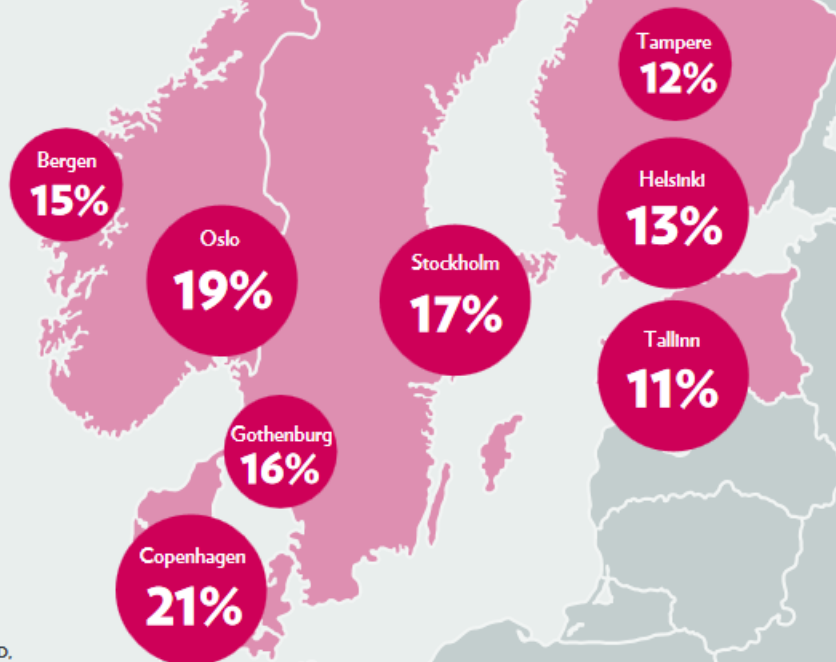 Tampere
12%
Bergen
15%
Helsinki
13%
Oslo
19%
Stockholm
17%
Tallinn
11%
Gothenburg
16%
Copenhagen
21%
D,